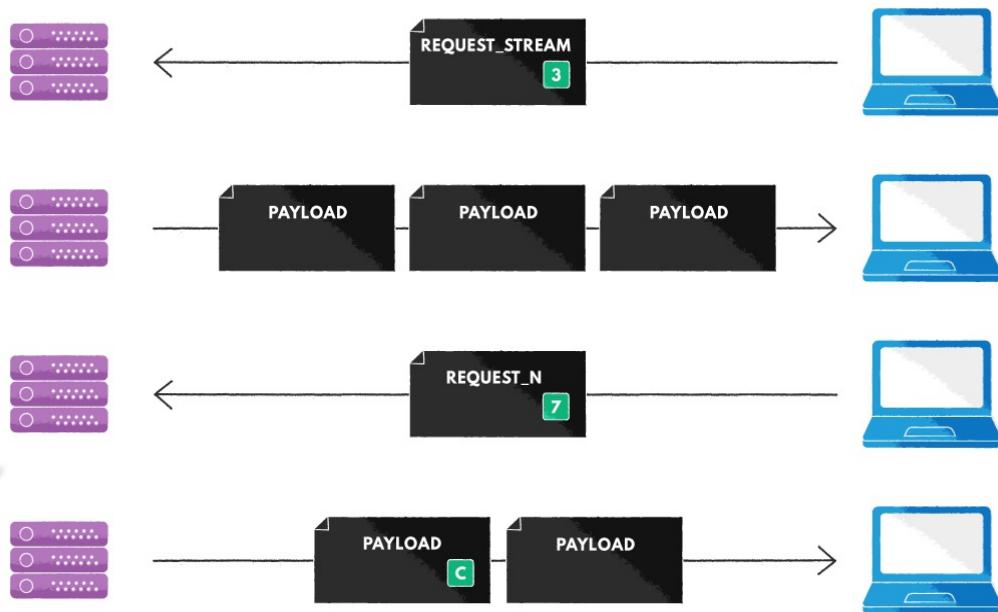 REQUEST_STREAM
3
PAYLOAD PAYLOAD PAYLOAD
REQUEST_N
7
PAYLOAD PAYLOAD
C